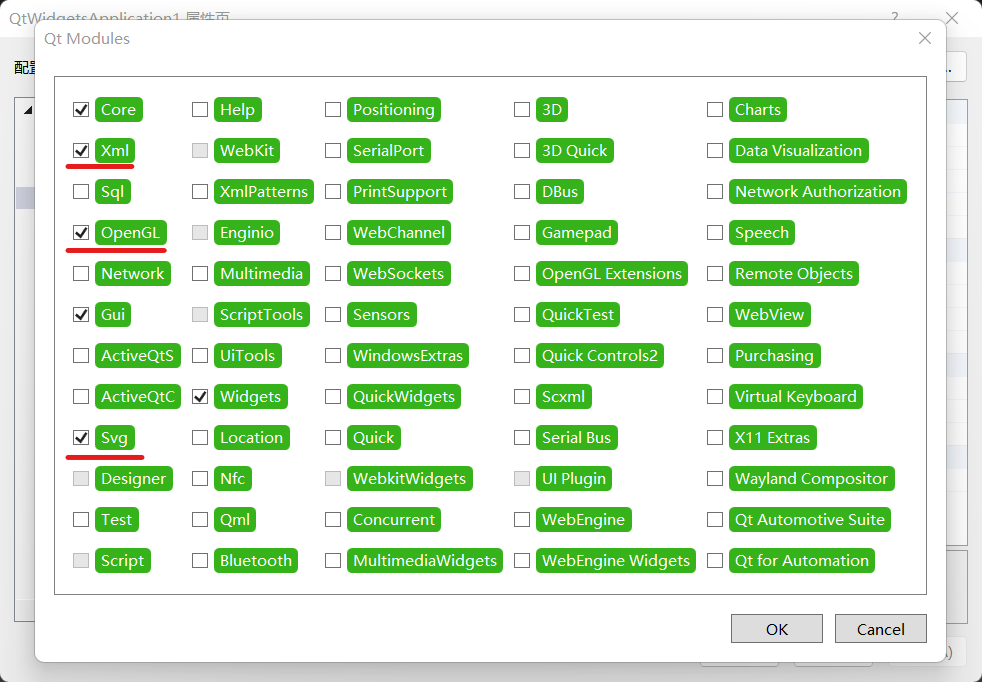 QtWidgetsApplication1 属性页
?
Qt Modules
配置
Core Help Positioning 3D Charts
Xml WebKit SerialPort 3D Quick Data Visualization
Sql XmlPatterns PrintSupport DBus Network Authorization
OpenGL Enginio WebChannel Gamepad Speech
Network Multimedia WebSockets OpenGL Extensions Remote Objects
Gui ScriptTools Sensors QuickTest WebView
ActiveQtS UiTools WindowsExtras Quick Controls2 Purchasing
ActiveQtC Widgets QuickWidgets Scxml Virtual Keyboard
Svg Location Quick Serial Bus X11 Extras
Designer Nfc WebkitWidgets UI Plugin Wayland Compositor
Test Qml Concurrent WebEngine Qt Automotive Suite
Script Bluetooth MultimediaWidgets WebEngine Widgets Qt for Automation
OK Cancel